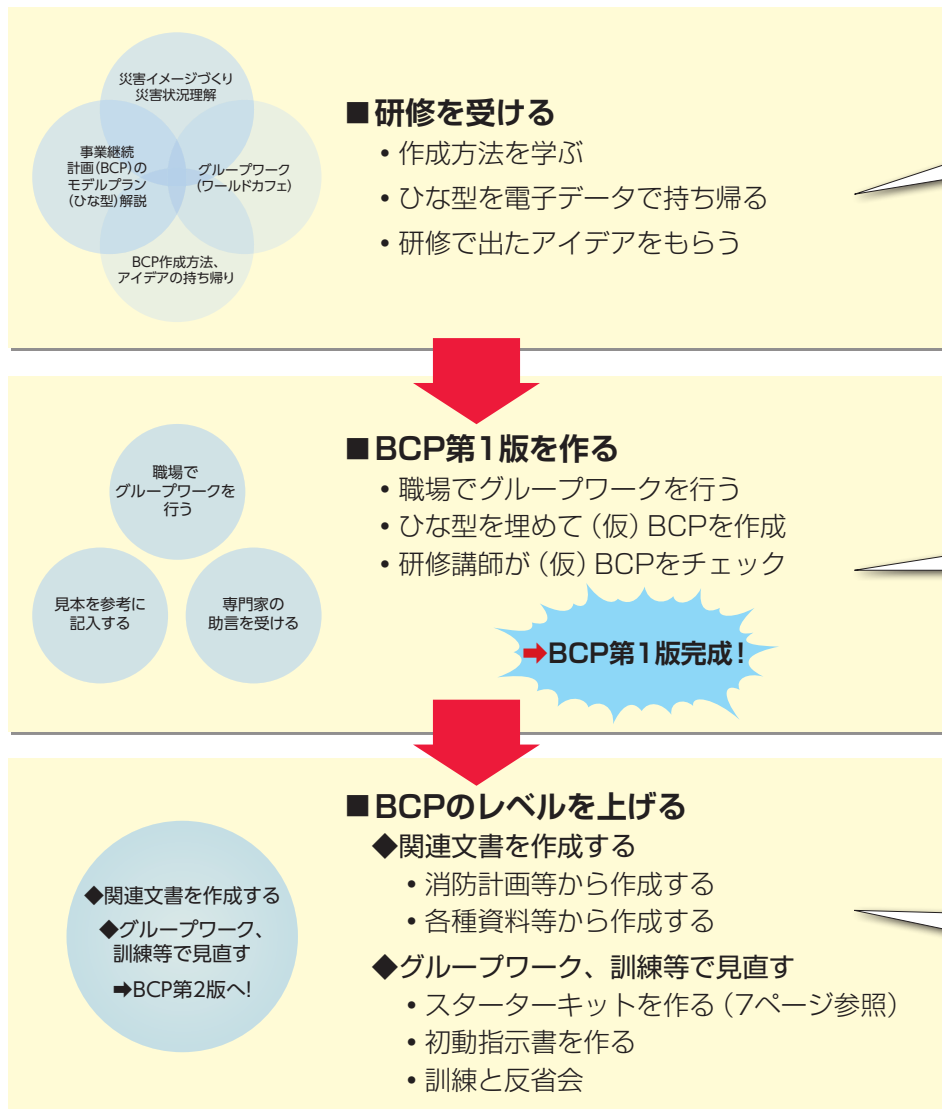 災害イメージづくり
災害状況理解
事業継続
計画(BCP)の
モデルプラン
(ひな型)解説
グループワーク
(ワールドカフェ)
BCP作成方法、
アイデアの持ち帰り
■研修を受ける
•作成方法を学ぶ
•ひな型を電子データで持ち帰る
•研修で出たアイデアをもらう
職場で
グループワークを
行う
見本を参考に
記入する
専門家の
助言を受ける
■BCP第1版を作る
•職場でグループワークを行う
•ひな型を埋めて(仮)BCPを作成
•研修講師が(仮)BCPをチェック
➡BCP第1版完成!
◆関連文書を作成する
◆グループワーク、
訓練等で見直す
➡BCP第2版へ!
■BCPのレベルを上げる
◆関連文書を作成する
•消防計画等から作成する
•各種資料等から作成する
◆グループワーク、訓練等で見直す
•スターターキットを作る(7ページ参照)
•初動指示書を作る
•訓練と反省会